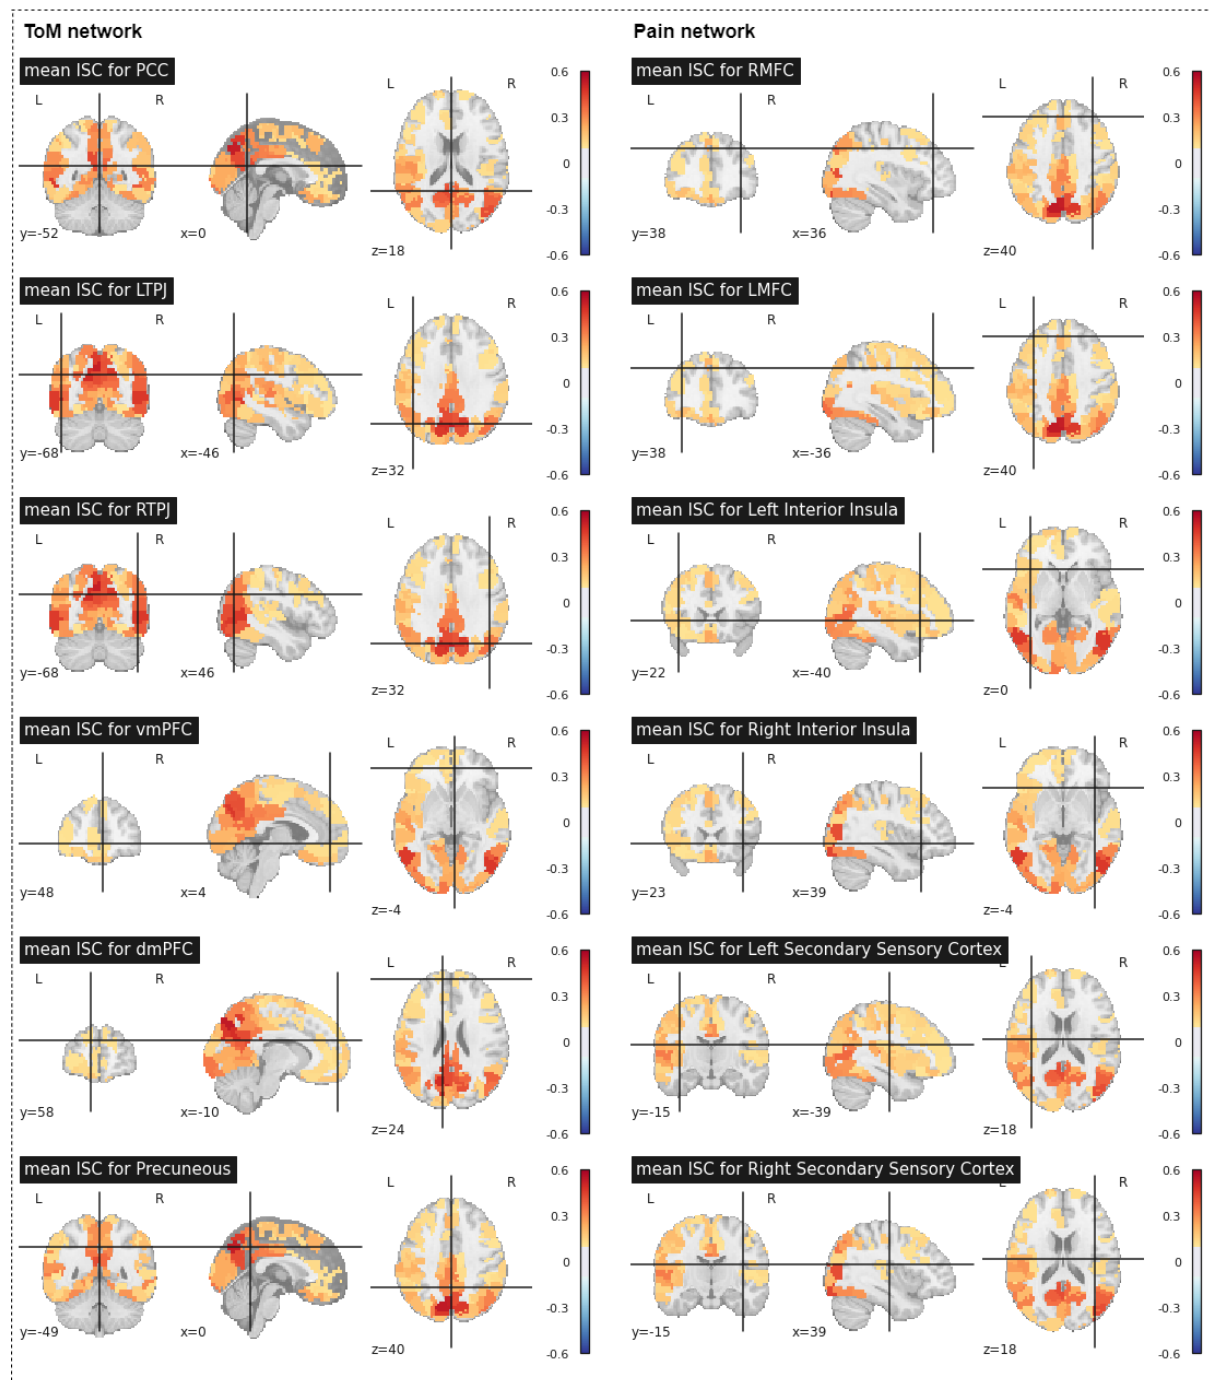 ToM network
mean ISC for PCC
L R L R
0.6
0.3
0
-0.3
-0.6
y=-52 x=0 z=18
mean ISC for LTPJ
L R L R
0.6
0.3
0
-0.3
-0.6
y=-68 x=-46 z=32
mean ISC for RTPJ
L R L R
0.6
0.3
0
-0.3
-0.6
y=-68 x=46 z=32
mean ISC for vmPFC
L R L R
0.6
0.3
0
-0.3
-0.6
y=48 x=4 z=-4
mean ISC for dmPFC
L R L R
0.6
0.3
0
-0.3
-0.6
y=58 x=-10 z=24
mean ISC for Precuneous
L R L R
0.6
0.3
0
-0.3
-0.6
y=-49 x=0 z=40
Pain network
mean ISC for RMFC
L R L R
0.6
0.3
0
-0.3
-0.6
y=38 x=36 z=40
mean ISC for LMFC
L R L R
0.6
0.3
0
-0.3
-0.6
y=38 x=-36 z=40
mean ISC for Left Interior Insula
L R L R
0.6
0.3
0
-0.3
-0.6
y=22 x=-40 z=0
mean ISC for Right Interior Insula
L R L R
0.6
0.3
0
-0.3
-0.6
y=23 x=39 z=-4
mean ISC for Left Secondary Sensory Cortex
L R L R
0.6
0.3
0
-0.3
-0.6
y=-15 x=-39 z=18
mean ISC for Right Secondary Sensory Cortex
L R L R
0.6
0.3
0
-0.3
-0.6
y=-15 x=39 z=18